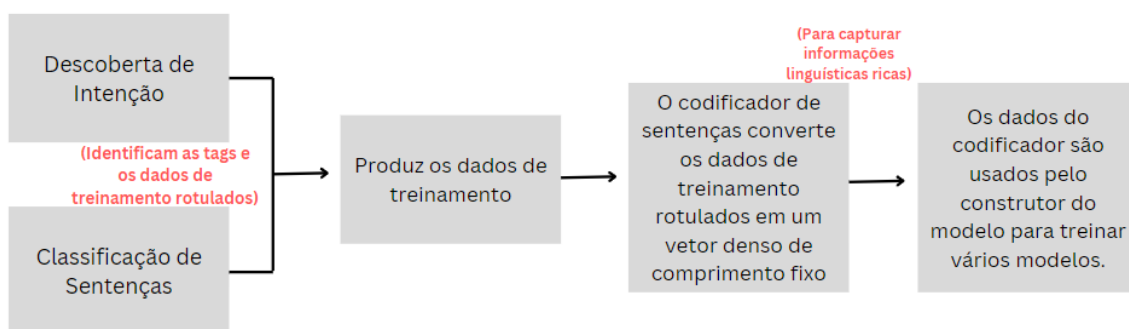 Descoberta de
Intenção
(Identificam as tags e
os dados de
treinamento rotulados)
Classificação de
Sentenças
Produz os dados de
treinamento
(Para capturar
informações
linguísticas ricas)
O codificador de
sentenças converte
os dados de
treinamento
rotulados em um
vetor denso de
comprimento fixo
Os dados do
codificador são
usados pelo
construtor do
modelo para treinar
vários modelos.